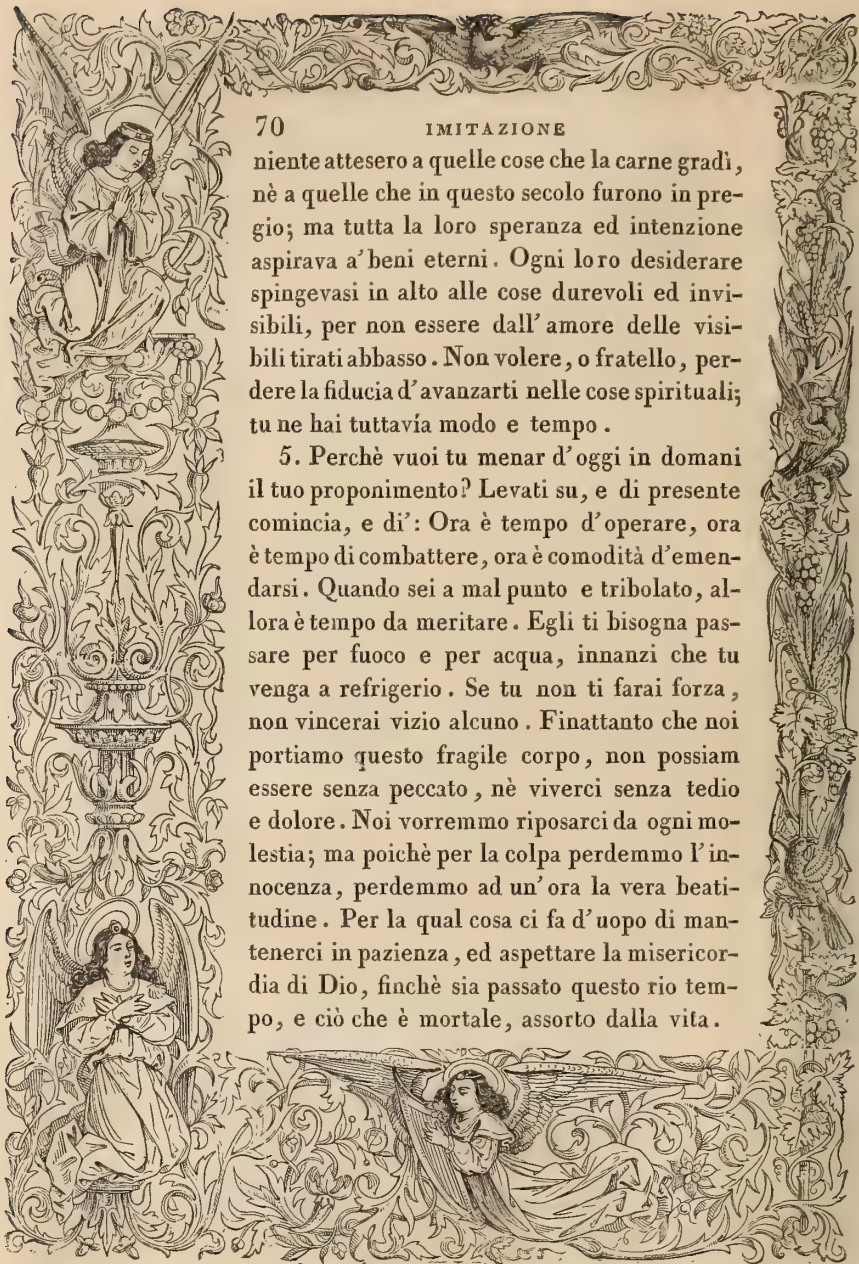 70 IMITAZIONE
niente attesero a quelle cose che la carne gradì,
nè a quelle che in questo secolo furono in pre-
gio; ma tutta la loro speranza ed intenzione
aspirava a' beni eterni. Ogni loro desiderare
spingevasi in alto alle cose durevoli ed invi-
sibili, per non essere dall' amore delle visi-
bili tirati abbasso. Non volere, o fratello, per-
dere la fiducia d'avanzarti nelle cose spirituali;
tu ne hai tuttavía modo e tempo.
5. Perchè vuoi tu menar d'oggi in domani
il tuo proponimento? Levati su, e di presente
comincia, e di': Ora è tempo d'operare, ora
è tempo di combattere, ora è comodità d'emen-
darsi. Quando sei a mal punto e tribolato, al-
lora è tempo da meritare. Egli ti bisogna pas-
sare per fuoco e per acqua, innanzi che tu
venga a refrigerio. Se tu non ti farai forza,
non vincerai vizio alcuno. Finattanto che noi
portiamo questo fragile corpo, non possiam
essere senza peccato, nè viverci senza tedio
e dolore. Noi vorremmo riposarci da ogni mo-
lestia; ma poichè per la colpa perdemmo l'in-
nocenza, perdemmo ad un' ora la vera beati-
tudine. Per la qual cosa ci fa d'uopo di man-
tenerci in pazienza, ed aspettare la misericor-
dia di Dio, finchè sia passato questo rio tem-
po, e ciò che è mortale, assorto dalla vita.